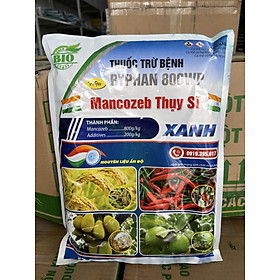 BIO
THUỐC TRỪ BỆNH
BYPHAN 800WP
Mancozeb Thụy Sĩ
XANH
THÀNH PHẦN:
Mancozeb ............ 800g/kg
Additives ............ 200g/kg
NGUYÊN LIỆU ẤN ĐỘ